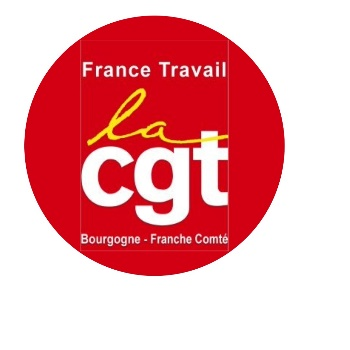 France Travail
la
cgt
Bourgogne - Franche Comté